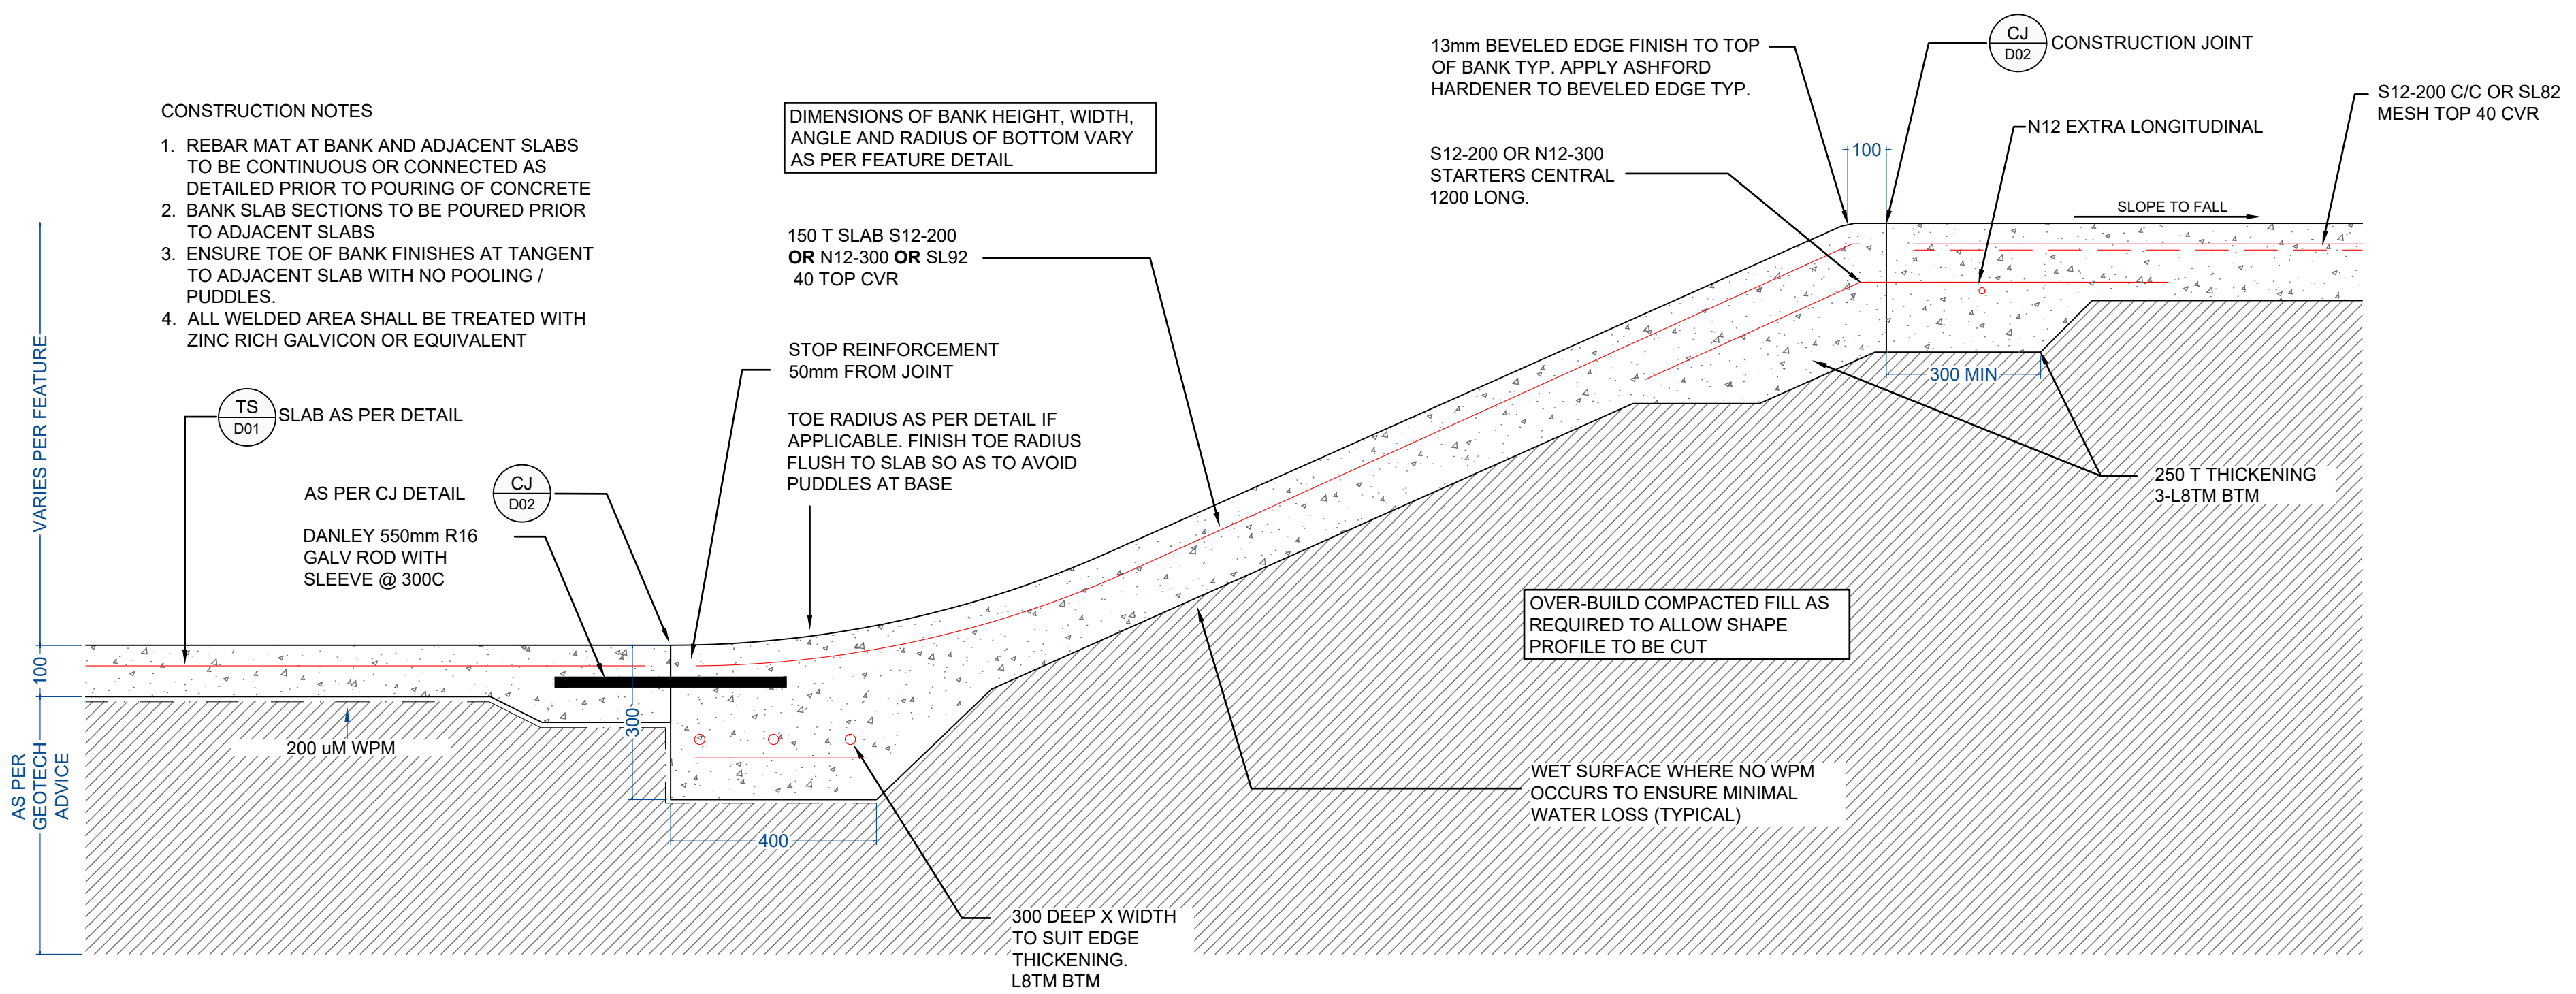 CONSTRUCTION NOTES
1. REBAR MAT AT BANK AND ADJACENT SLABS
TO BE CONTINUOUS OR CONNECTED AS
DETAILED PRIOR TO POURING OF CONCRETE
2. BANK SLAB SECTIONS TO BE POURED PRIOR
TO ADJACENT SLABS
3. ENSURE TOE OF BANK FINISHES AT TANGENT
TO ADJACENT SLAB WITH NO POOLING /
PUDDLES.
4. ALL WELDED AREA SHALL BE TREATED WITH
ZINC RICH GALVICON OR EQUIVALENT
DIMENSIONS OF BANK HEIGHT, WIDTH,
ANGLE AND RADIUS OF BOTTOM VARY
AS PER FEATURE DETAIL
150 T SLAB S12-200
OR N12-300 OR SL92
40 TOP CVR
STOP REINFORCEMENT
50mm FROM JOINT
TOE RADIUS AS PER DETAIL IF
APPLICABLE. FINISH TOE RADIUS
FLUSH TO SLAB SO AS TO AVOID
PUDDLES AT BASE
13mm BEVELED EDGE FINISH TO TOP
OF BANK TYP. APPLY ASHFORD
HARDENER TO BEVELED EDGE TYP.
S12-200 OR N12-300
STARTERS CENTRAL
1200 LONG.
CJ
D02
CONSTRUCTION JOINT
S12-200 C/C OR SL82
MESH TOP 40 CVR
N12 EXTRA LONGITUDINAL
100
SLOPE TO FALL
300 MIN
250 T THICKENING
3-L8TM BTM
VARIES PER FEATURE
TS
D01
SLAB AS PER DETAIL
AS PER CJ DETAIL
CJ
D02
DANLEY 550mm R16
GALV ROD WITH
SLEEVE @ 300C
100
200 uM WPM
AS PER
GEOTECH
ADVICE
300
400
OVER-BUILD COMPACTED FILL AS
REQUIRED TO ALLOW SHAPE
PROFILE TO BE CUT
WET SURFACE WHERE NO WPM
OCCURS TO ENSURE MINIMAL
WATER LOSS (TYPICAL)
300 DEEP X WIDTH
TO SUIT EDGE
THICKENING.
L8TM BTM